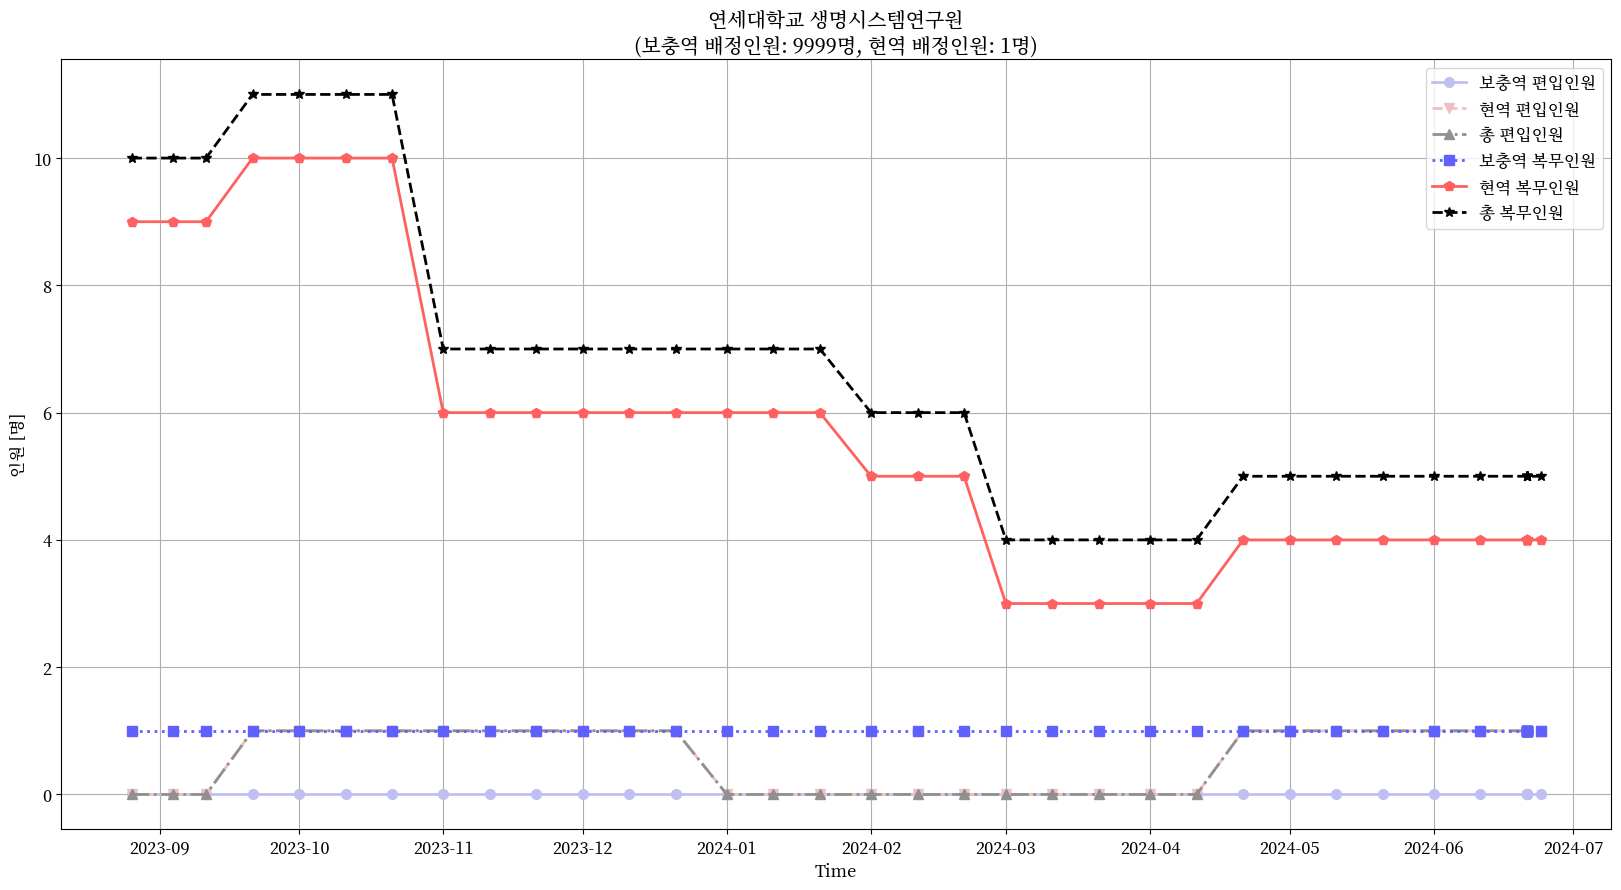 연세대학교 생명시스템연구원
(보충역 배정인원: 9999명, 현역 배정인원: 1명)
보충역 편입인원
현역 편입인원
총 편입인원
보충역 복무인원
현역 복무인원
총 복무인원
인원 [명]
10
8
6
4
2
0
2023-09
2023-10
2023-11
2023-12
2024-01
2024-02
2024-03
2024-04
2024-05
2024-06
2024-07
Time